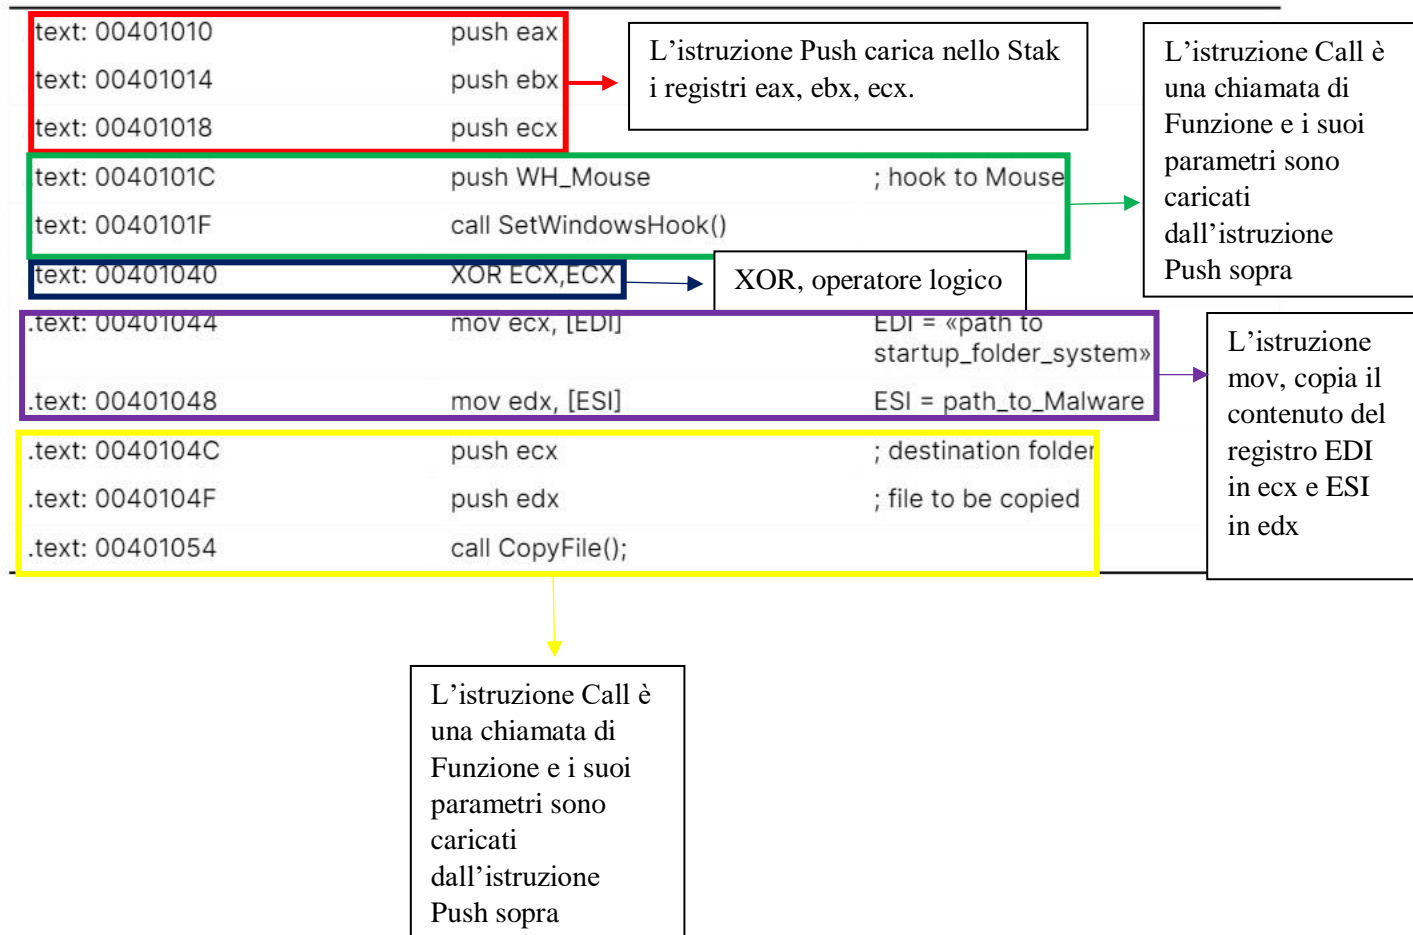 .text: 00401010 push eax
.text: 00401014 push ebx
.text: 00401018 push ecx
L'istruzione Push carica nello Stak
i registri eax, ebx, ecx.
.text: 0040101C push WH_Mouse ; hook to Mouse
.text: 0040101F call SetWindowsHook()
L'istruzione Call è
una chiamata di
Funzione e i suoi
parametri sono
caricati
dall'istruzione
Push sopra
.text: 00401040 XOR ECX,ECX
XOR, operatore logico
.text: 00401044 mov ecx, [EDI] EDI = «path to
startup_folder_system»
.text: 00401048 mov edx, [ESI] ESI = path_to_Malware
L'istruzione
mov, copia il
contenuto del
registro EDI
in ecx e ESI
in edx
.text: 0040104C push ecx ; destination folder
.text: 0040104F push edx ; file to be copied
.text: 00401054 call CopyFile();
L'istruzione Call è
una chiamata di
Funzione e i suoi
parametri sono
caricati
dall'istruzione
Push sopra